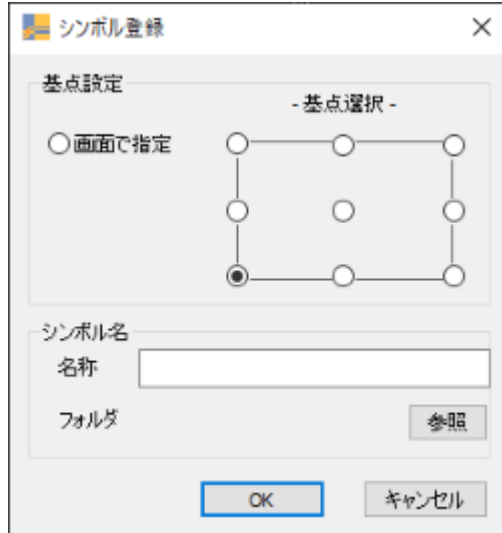 シンボル登録
基点設定
- 基点選択 -
画面で指定
シンボル名
名称
フォルダ
参照
OK
キャンセル